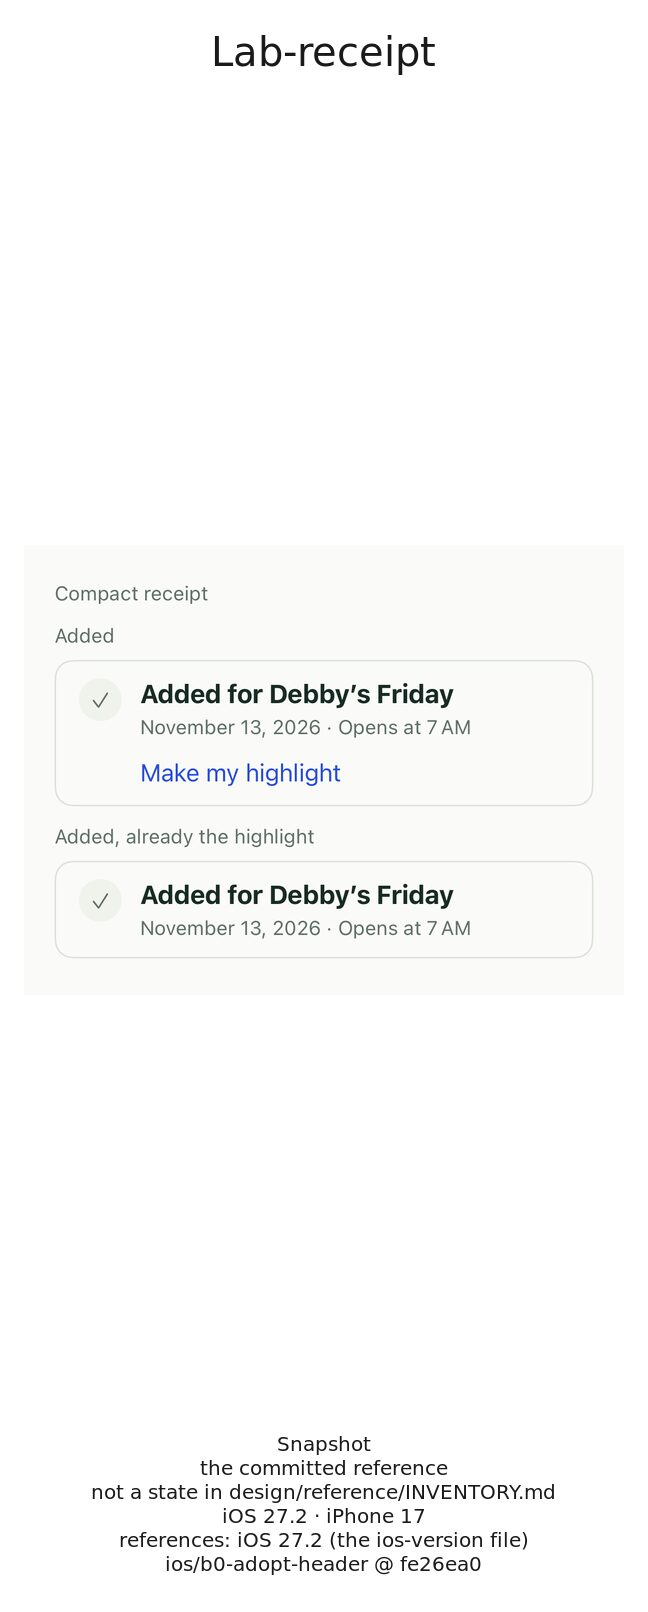 Lab-receipt
Compact receipt
Added
Added for Debby’s Friday
November 13, 2026 · Opens at 7 AM
Make my highlight
Added, already the highlight
Added for Debby’s Friday
November 13, 2026 · Opens at 7 AM
Snapshot
the committed reference
not a state in design/reference/INVENTORY.md
iOS 27.2 · iPhone 17
references: iOS 27.2 (the ios-version file)
ios/b0-adopt-header @ fe26ea0